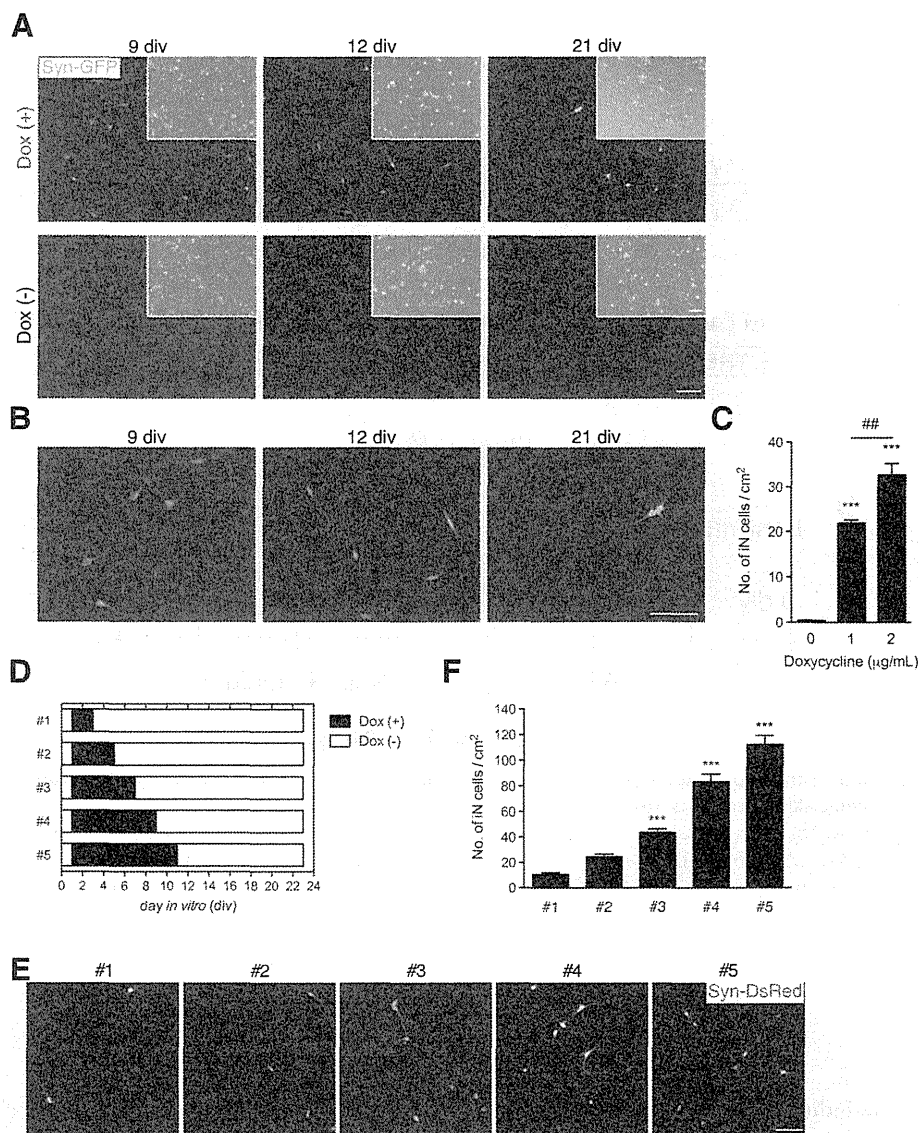 A
9 div 12 div 21 div
Syn-GFP
Dox (+)
Dox (-)
B
9 div 12 div 21 div
C
##
***
***
40
30
20
10
0
No. of iN cells / cm²
0 1 2
Doxycycline (μg/mL)
D
#1
#2
#3
#4
#5
0 2 4 6 8 10 12 14 16 18 20 22 24
day in vitro (div)
Dox (+)
Dox (-)
F
140
120
100
80
60
40
20
0
No. of iN cells / cm²
***
***
***
#1 #2 #3 #4 #5
E
#1 #2 #3 #4 #5
Syn-DsRed